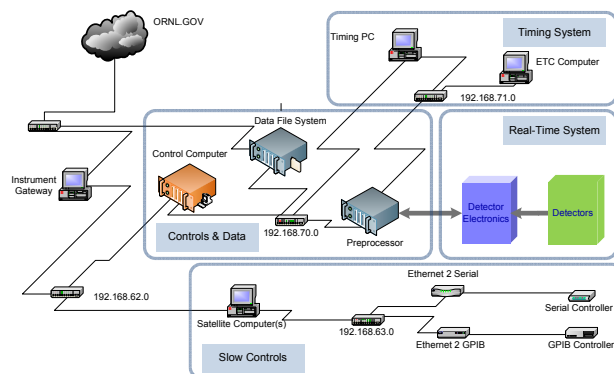 ORNL.GOV
Timing PC
Timing System
ETC Computer
192.168.71.0
Data File System
Real-Time System
Control Computer
Instrument
Gateway
Detector
Electronics
Detectors
Controls & Data
192.168.70.0
Preprocessor
Ethernet 2 Serial
192.168.62.0
Serial Controller
Satellite Computer(s)
192.168.63.0
Ethernet 2 GPIB
GPIB Controller
Slow Controls